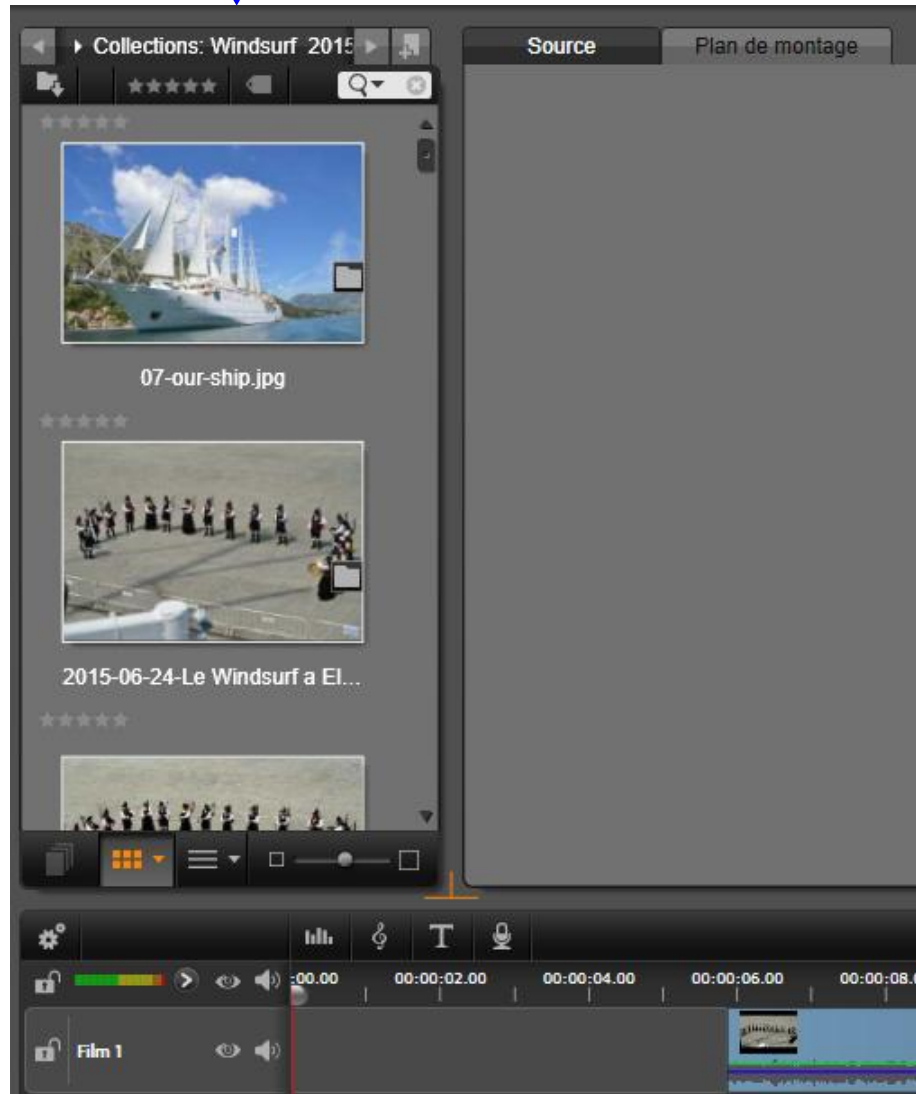 Collections: Windsurf 2015
Source
Plan de montage
07-our-ship.jpg
2015-06-24-Le Windsurf a El...
T
:00.00
00:00:02.00
00:00:04.00
00:00:06.00
00:00:08.
Film 1